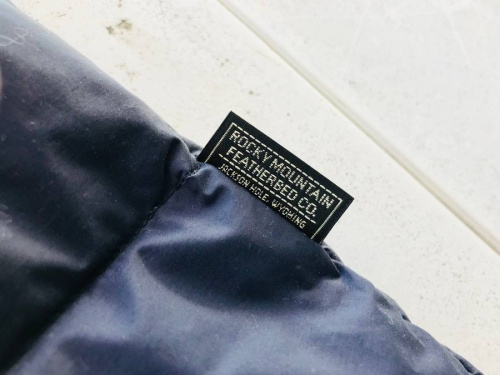 ROCKY MOUNTAIN
FEATHERBED CO.
JACKSON HOLE, WYOMING